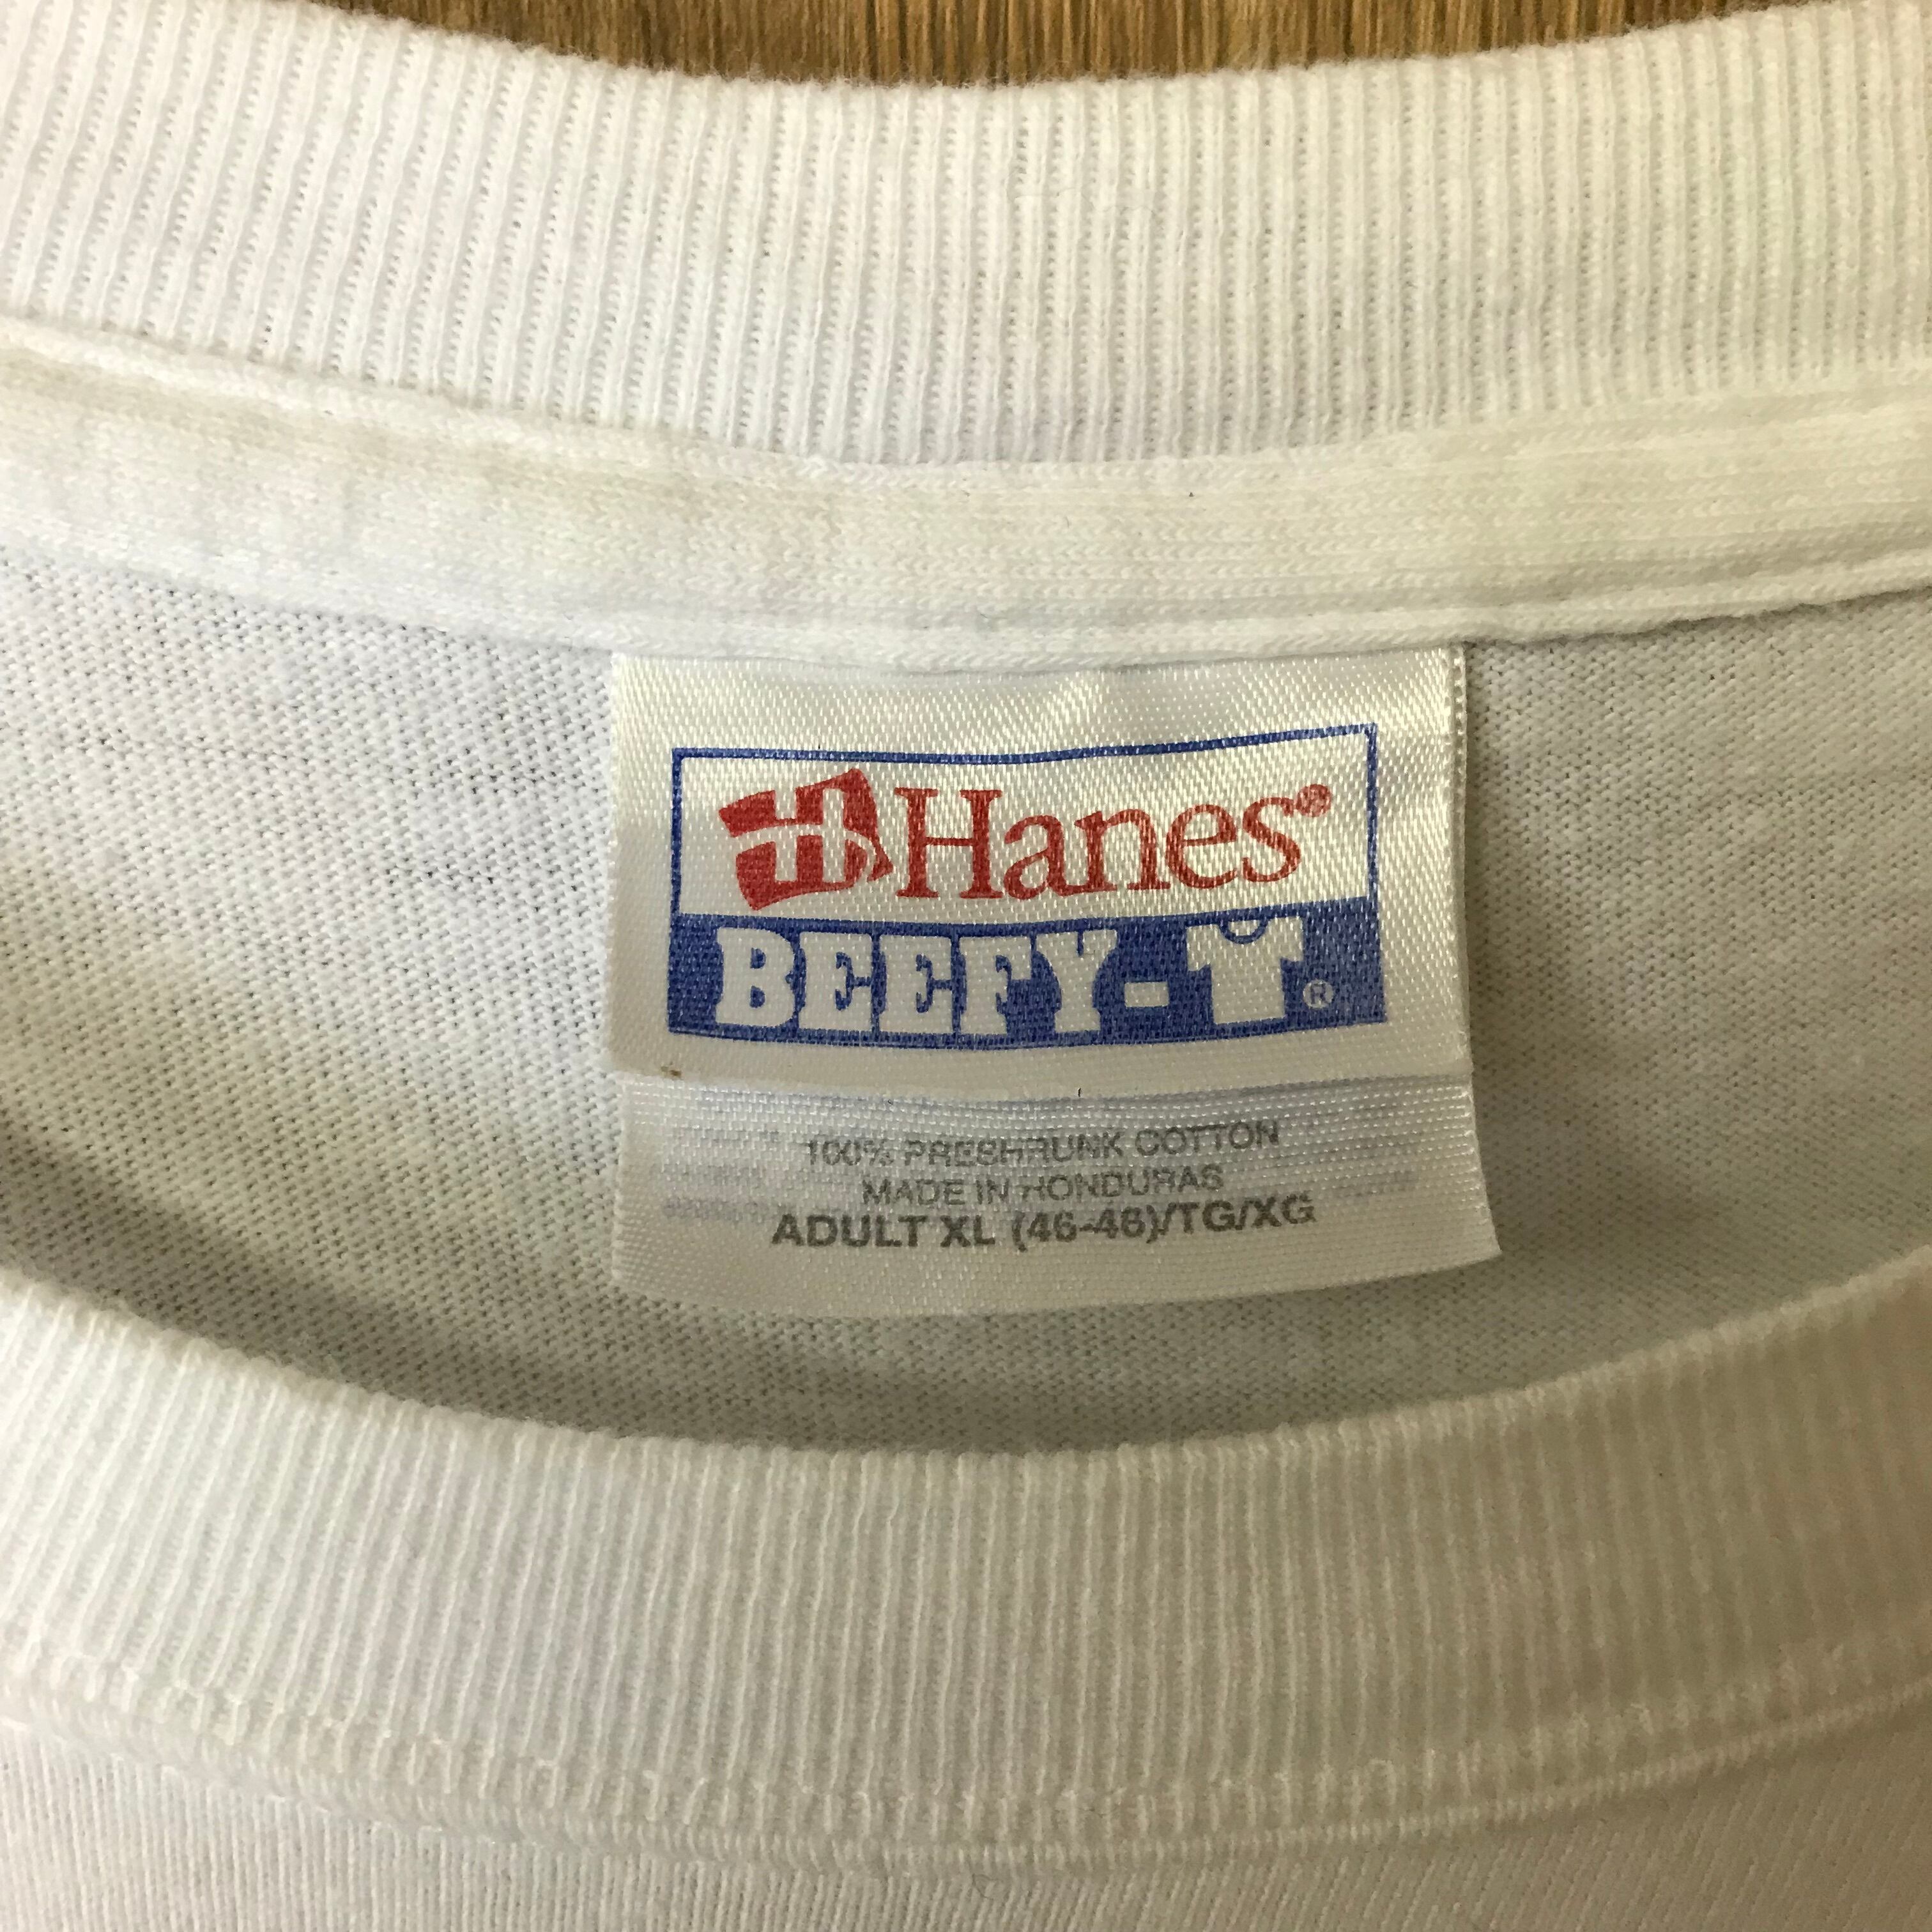 Hanes®
BEEFY-T®
100% PRESHRUNK COTTON
MADE IN HONDURAS
ADULT XL (46-48)/TG/XG